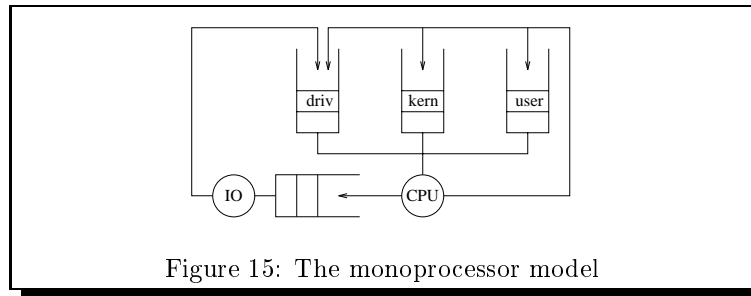 driv kern user
IO CPU
Figure 15: The monoprocessor model